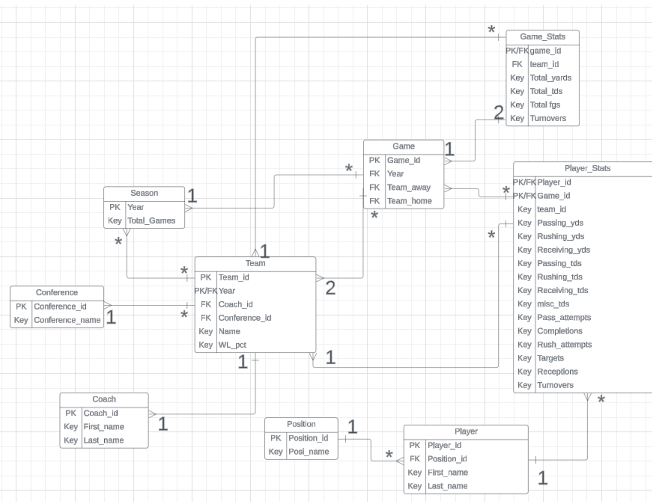 Game_Stats
PK/FK game_id
FK team_id
Key Total_yards
Key Total_tds
Key Total fgs
Key Turnovers
Game
PK Game_Id
FK Year
FK Team_away
FK Team_home
Player_Stats
PK/FK Player_id
PK/FK Game_id
Key team_id
Key Passing_yds
Key Rushing_yds
Key Receiving_yds
Key Passing_tds
Key Rushing_tds
Key Receiving_tds
Key misc_tds
Key Pass_attempts
Key Completions
Key Rush_attempts
Key Targets
Key Receptions
Key Turnovers
Season
PK Year
Key Total_Games
Team
PK Team_id
PK/FK Year
FK Coach_id
FK Conference_Id
Key Name
Key WL_pct
Conference
PK Conference_id
Key Conference_name
Coach
PK Coach_id
Key First_name
Key Last_name
Position
PK Position_Id
Key Posi_name
Player
PK Player_Id
FK Position_id
Key First_name
Key Last_name
*
*
2
1
*
*
*
1
*
1
*
*
2
1
*
1
1
1
1
*
*
1